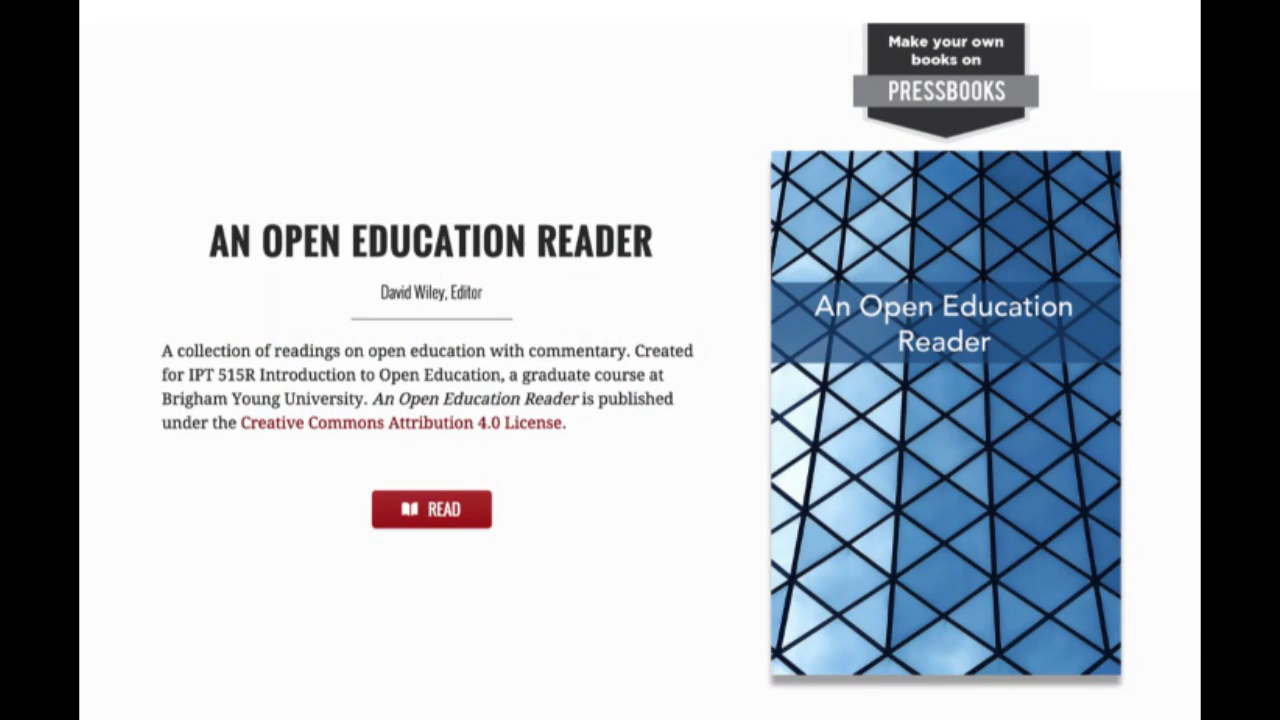 Make your own
books on
PRESSBOOKS
AN OPEN EDUCATION READER
David Wiley, Editor
A collection of readings on open education with commentary. Created
for IPT 515R Introduction to Open Education, a graduate course at
Brigham Young University. An Open Education Reader is published
under the Creative Commons Attribution 4.0 License.
READ
An Open Education
Reader